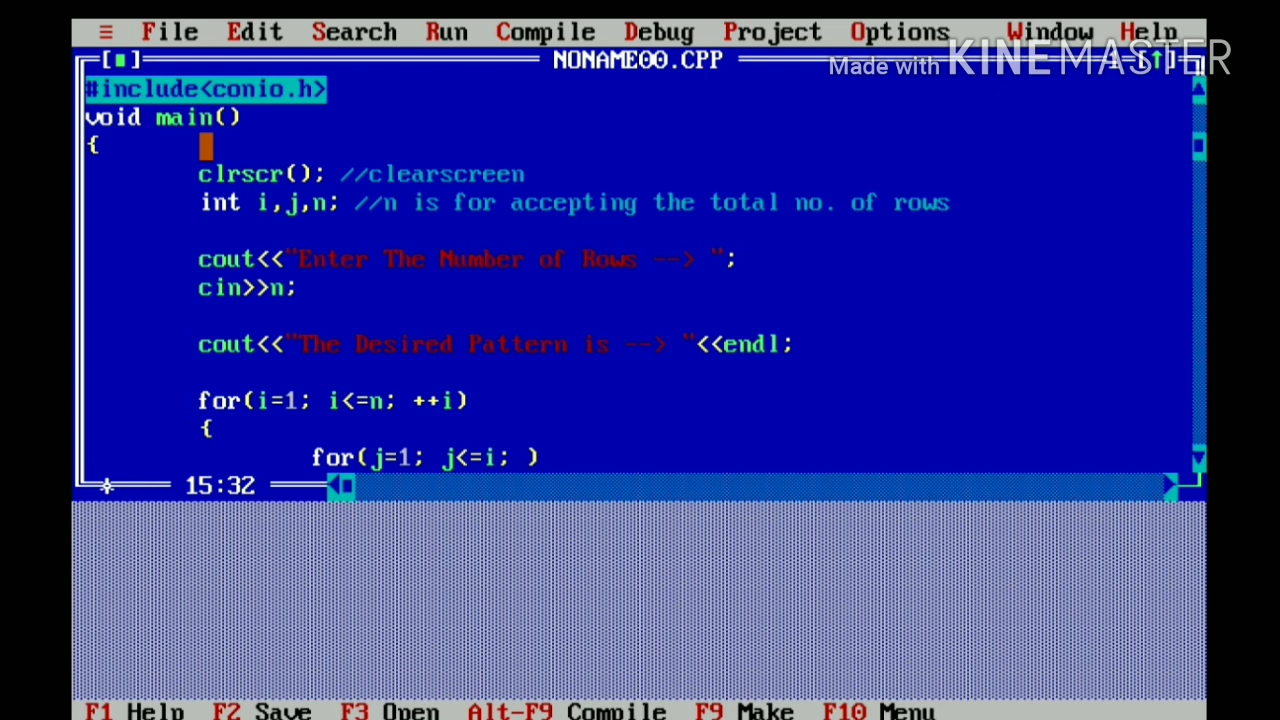 ≡ File Edit Search Run Compile Debug Project Options Window Help
Made with KINEMASTER
NONAME00.CPP
#include<conio.h>
void main()
{
clrscr(); //clearscreen
int i,j,n; //n is for accepting the total no. of rows
cout<<"Enter The Number of Rows --> ";
cin>>n;
cout<<"The Desired Pattern is --> "<<endl;
for(i=1; i<=n; ++i)
{
for(j=1; j<=i; )
15:32
F1 Help F2 Save F3 Open Alt-F9 Compile F9 Make F10 Menu